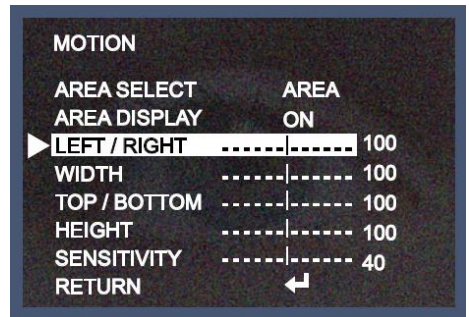 MOTION
AREA SELECT AREA
AREA DISPLAY ON
LEFT / RIGHT ------|------ 100
WIDTH ------|------ 100
TOP / BOTTOM ------|------ 100
HEIGHT ------|------ 100
SENSITIVITY ------|------ 40
RETURN ↵